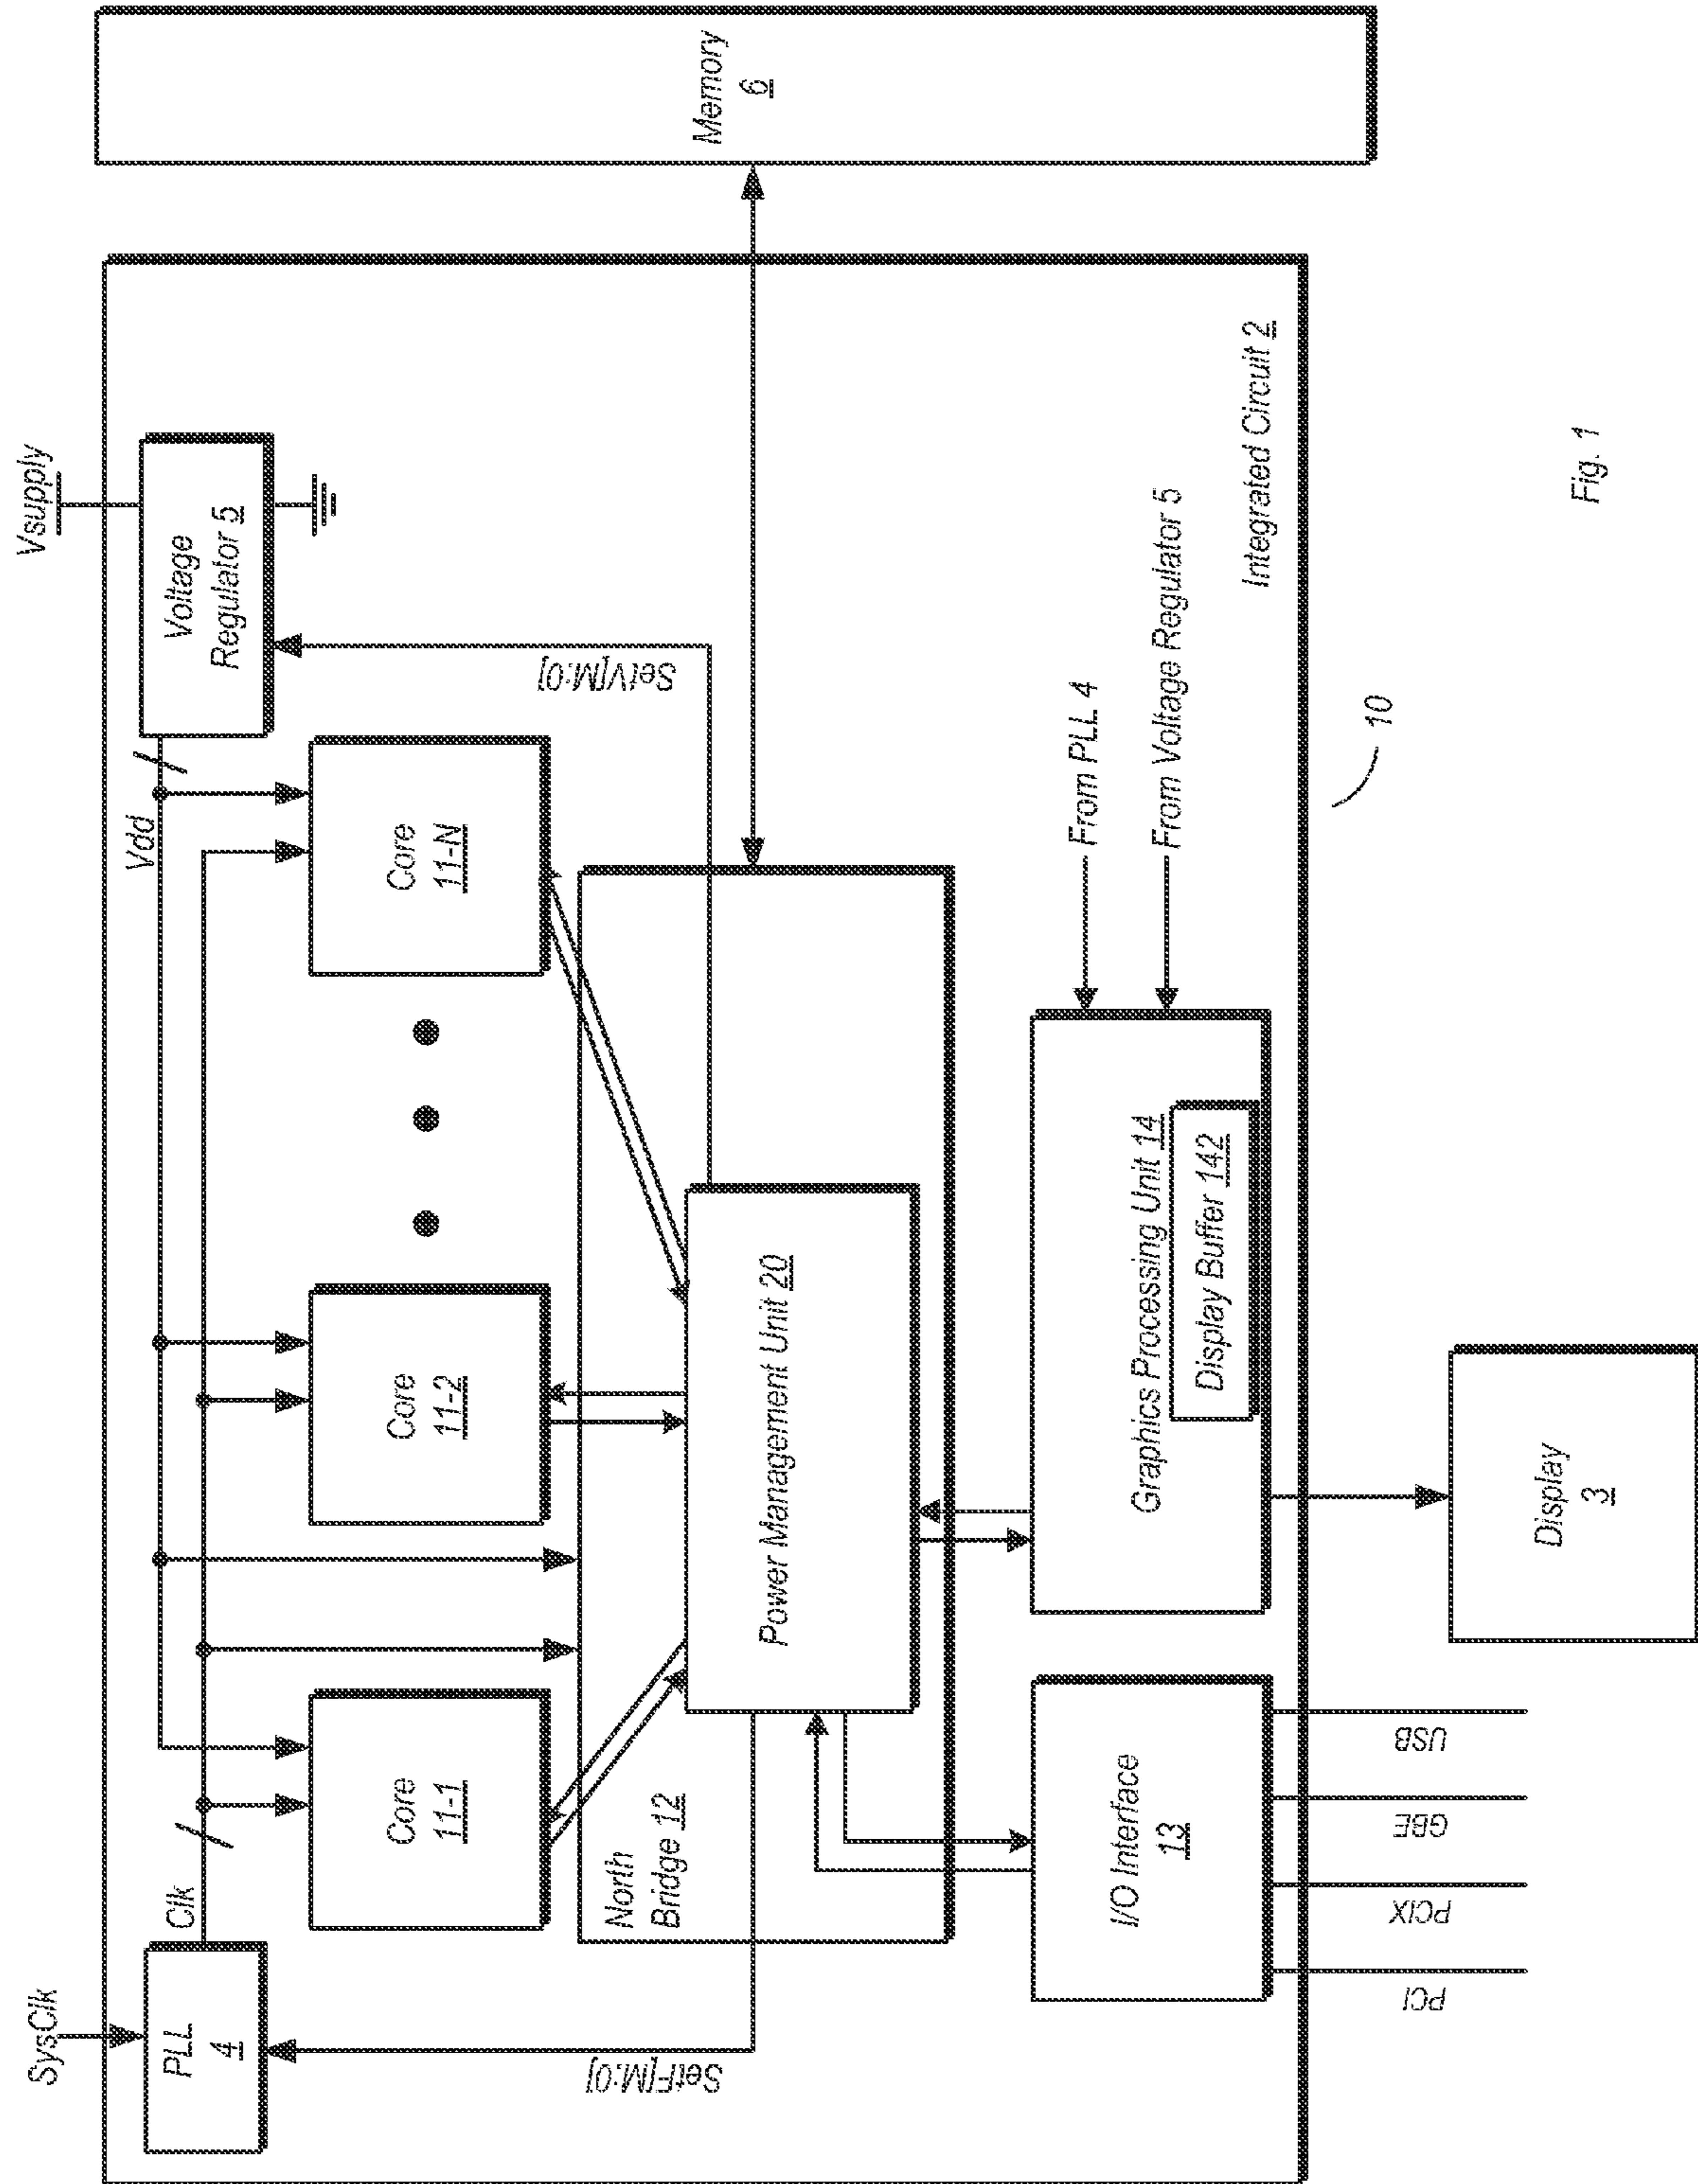 SysClk
Vsupply
PLL
4
Clk
Vdd
Voltage
Regulator 5
Core
11-1
Core
11-2
Core
11-N
SetF[M:0]
SetV[M:0]
North
Bridge 12
Power Management Unit 20
Memory
6
I/O Interface
13
Graphics Processing Unit 14
Display Buffer 142
From PLL 4
From Voltage Regulator 5
Integrated Circuit 2
PCI
PCIX
GBE
USB
Display
3
10
Fig. 1